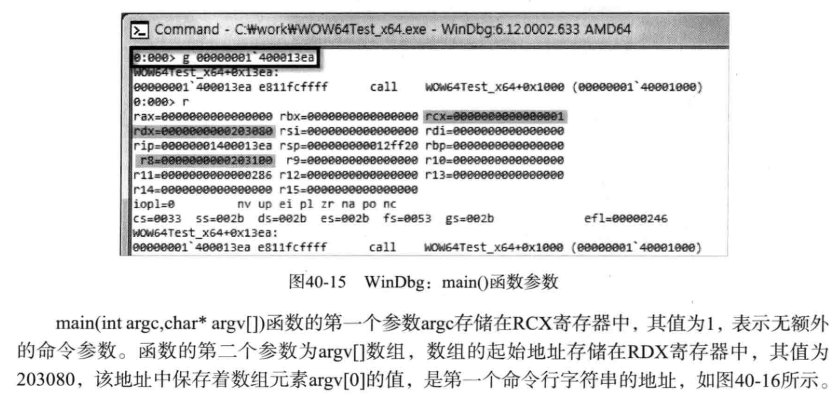 Command - C:₩work₩WOW64Test_x64.exe - WinDbg:6.12.0002.633 AMD64
0:000> g 00000001`400013ea
WOW64Test_x64+0x13ea:
00000001`400013ea e811fcffff call WOW64Test_x64+0x1000 (00000001`40001000)
0:000> r
rax=0000000000000000 rbx=0000000000000000 rcx=0000000000000001
rdx=0000000000203080 rsi=0000000000000000 rdi=0000000000000000
rip=00000001400013ea rsp=000000000012ff20 rbp=0000000000000000
r8=0000000000203100 r9=0000000000000000 r10=0000000000000000
r11=0000000000000286 r12=0000000000000000 r13=0000000000000000
r14=0000000000000000 r15=0000000000000000
iopl=0 nv up ei pl zr na po nc
cs=0033 ss=002b ds=002b es=002b fs=0053 gs=002b efl=00000246
WOW64Test_x64+0x13ea:
00000001`400013ea e811fcffff call WOW64Test_x64+0x1000 (00000001`40001000)
图40-15 WinDbg：main()函数参数
main(int argc,char* argv[])函数的第一个参数argc存储在RCX寄存器中，其值为1，表示无额外
的命令参数。函数的第二个参数为argv[]数组，数组的起始地址存储在RDX寄存器中，其值为
203080，该地址中保存着数组元素argv[0]的值，是第一个命令行字符串的地址，如图40-16所示。